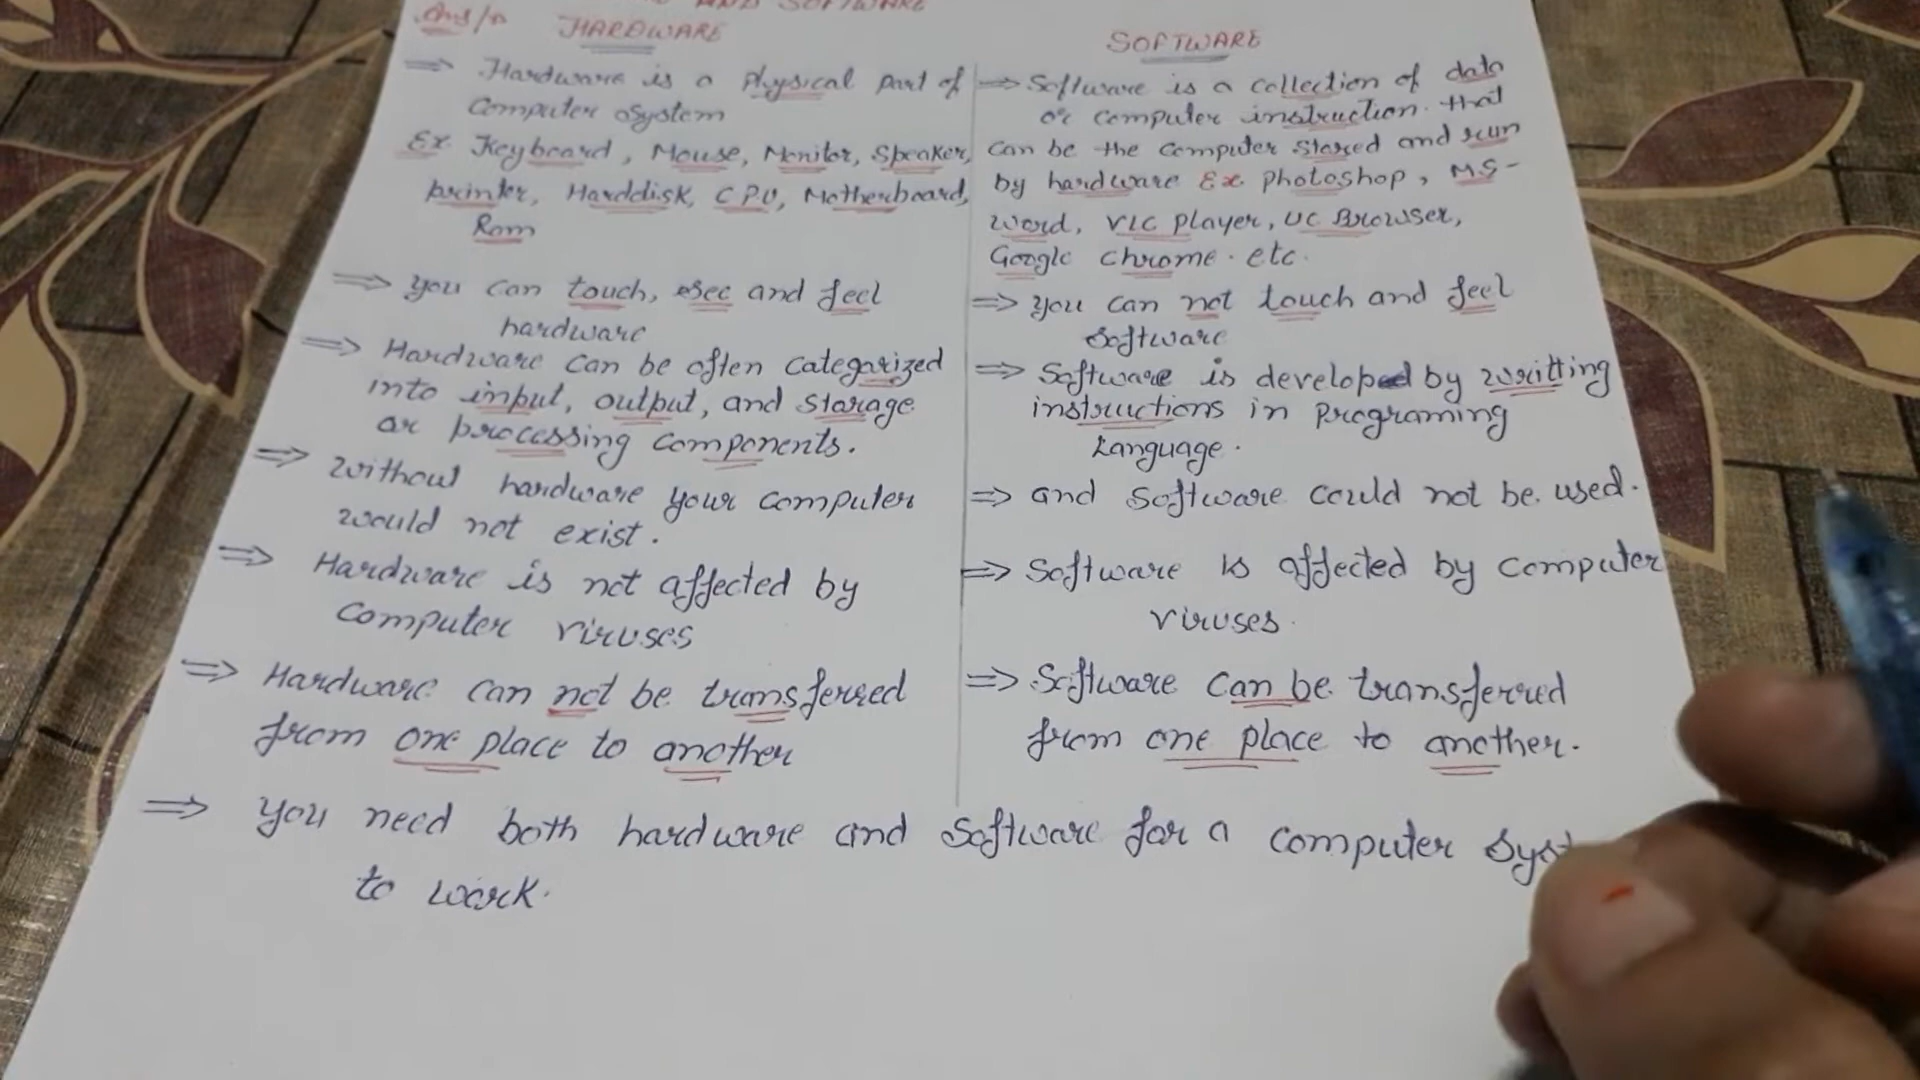 AND SOFTWARE
Ans/n
HARDWARE
⇒ Hardware is a physical part of
Computer System
Ex Keyboard, Mouse, Monitor, Speaker,
printer, Harddisk, CPU, Motherboard,
Ram
⇒ you can touch, see and feel
hardware
⇒ Hardware can be often categorized
into input, output, and storage
or processing components.
⇒ without hardware your computer
would not exist.
⇒ Hardware is not affected by
computer viruses
⇒ Hardware can not be transferred
from one place to another
SOFTWARE
⇒ Software is a collection of data
or computer instruction that
can be the computer stored and run
by hardware Ex photoshop, MS-
word, VLC player, UC Browser,
Google chrome. etc.
⇒ you can not touch and feel
software
⇒ Software is developed by writting
instructions in programing
Language.
⇒ and software could not be used.
⇒ Software is affected by computer
viruses.
⇒ Software can be transferred
from one place to another.
⇒ you need both hardware and software for a computer syst
to work.